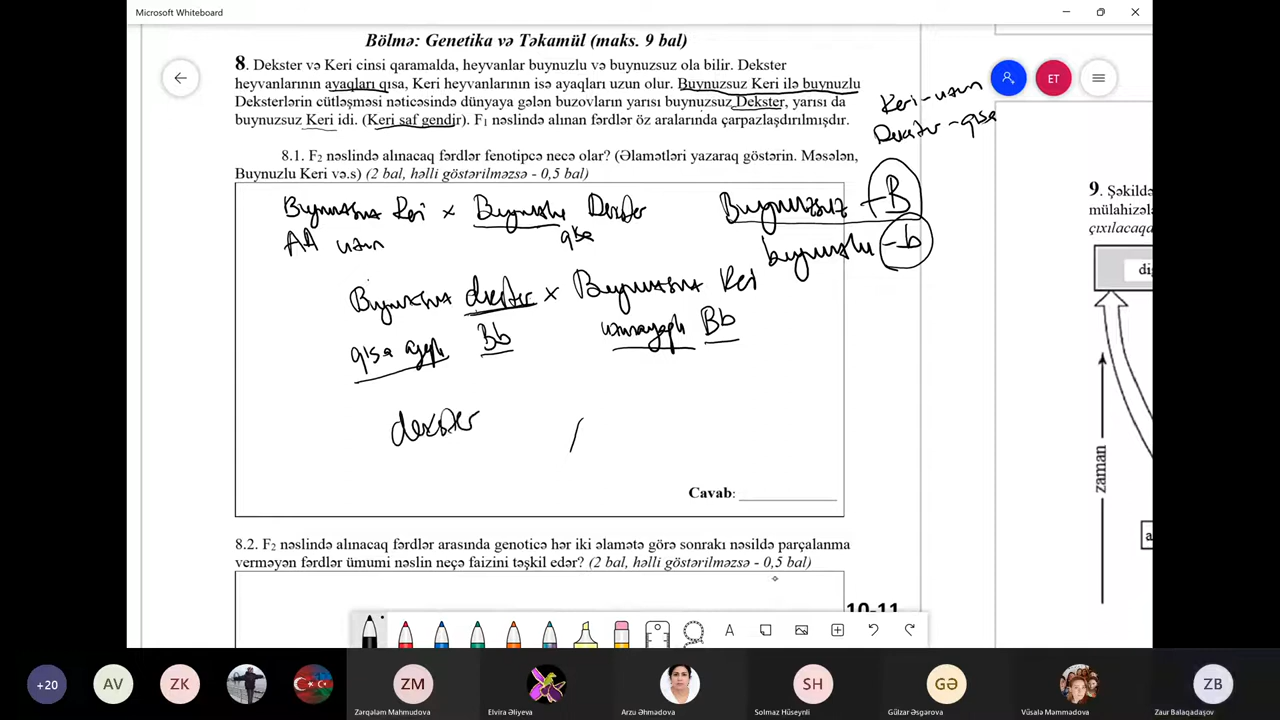 Microsoft Whiteboard
Bölmə: Genetika və Təkamül (maks. 9 bal)
8. Dekster və Keri cinsi qaramalda, heyvanlar buynuzlu və buynuzsuz ola bilir. Dekster
heyvanlarının ayaqları qısa, Keri heyvanlarının isə ayaqları uzun olur. Buynuzsuz Keri ilə buynuzlu
Deksterlərin cütləşməsi nəticəsində dünyaya gələn buzovların yarısı buynuzsuz Dekster, yarısı da
buynuzsuz Keri idi. (Keri saf gendir). F₁ nəslində alınan fərdlər öz aralarında çarpazlaşdırılmışdır.
ET
Keri-uzun
Dekster-qısa
8.1. F₂ nəslində alınacaq fərdlər fenotipcə necə olar? (Əlamətləri yazaraq göstərin. Məsələn,
Buynuzlu Keri və.s) (2 bal, həlli göstərilməzsə - 0,5 bal)
Buynuzsuz Keri x Buynuzlu Dekster
Buynuzsuz - B
AA uzun
qısa
buynuzlu - b
Buynuzsuz dekster x Buynuzsuz Keri
qısa ayaqlı Bb
uzunayaqlı Bb
dekster
Cavab: ____________
8.2. F₂ nəslində alınacaq fərdlər arasında genoticə hər iki əlamətə görə sonrakı nəsildə parçalanma
verməyən fərdlər ümumi nəslin neçə faizini təşkil edər? (2 bal, həlli göstərilməzsə - 0,5 bal)
10-11
9. Şəkildə
mülahizələ
çıxılacaqa
di
zaman
a
A
+20
AV
ZK
ZM
SH
GƏ
ZB
Zərqələm Mahmudova
Elvira Əliyeva
Arzu Əhmədova
Solmaz Hüseynli
Gülzar Əsgərova
Vüsalə Məmmədova
Zaur Balaqadaşov